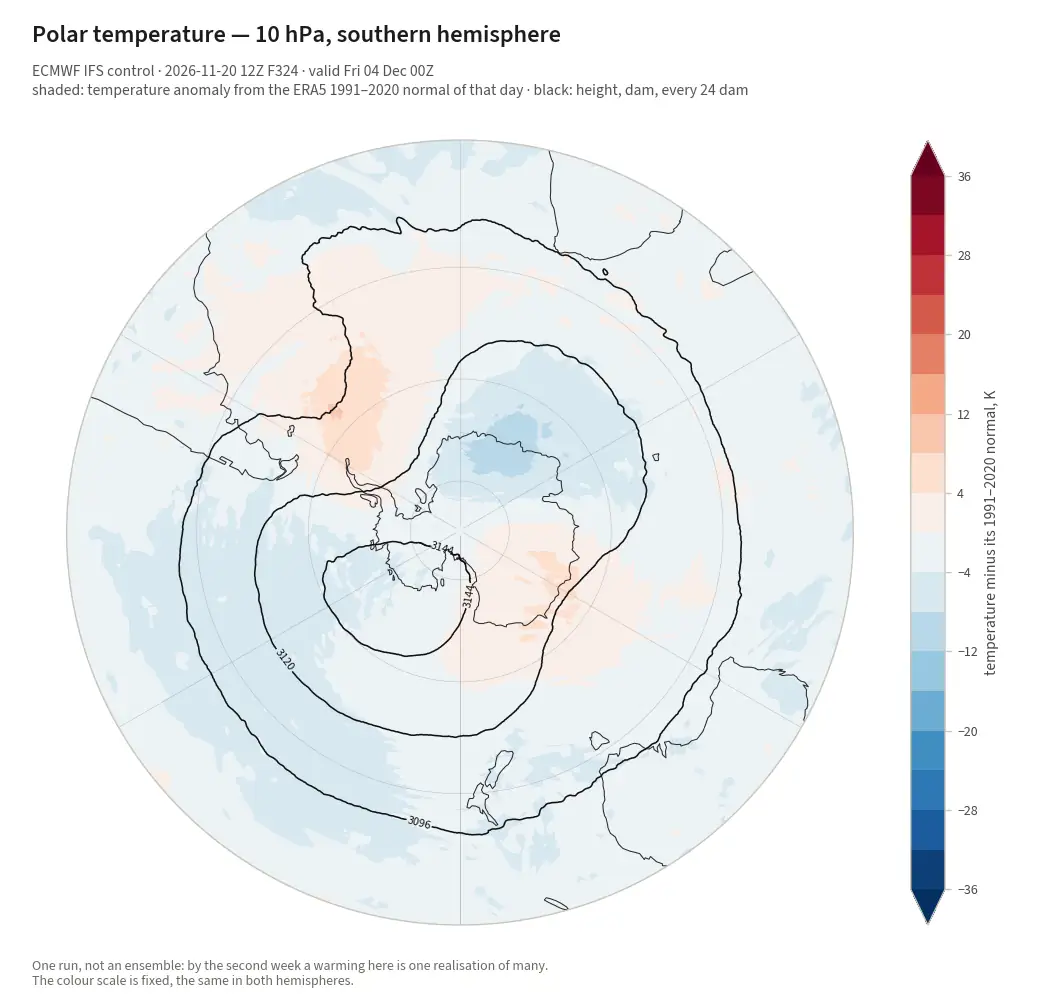 Polar temperature — 10 hPa, southern hemisphere
ECMWF IFS control · 2026-11-20 12Z F324 · valid Fri 04 Dec 00Z
shaded: temperature anomaly from the ERA5 1991–2020 normal of that day · black: height, dam, every 24 dam
36
28
20
12
4
−4
−12
−20
−28
−36
temperature minus its 1991–2020 normal, K
3144
3144
3120
3096
One run, not an ensemble: by the second week a warming here is one realisation of many.
The colour scale is fixed, the same in both hemispheres.